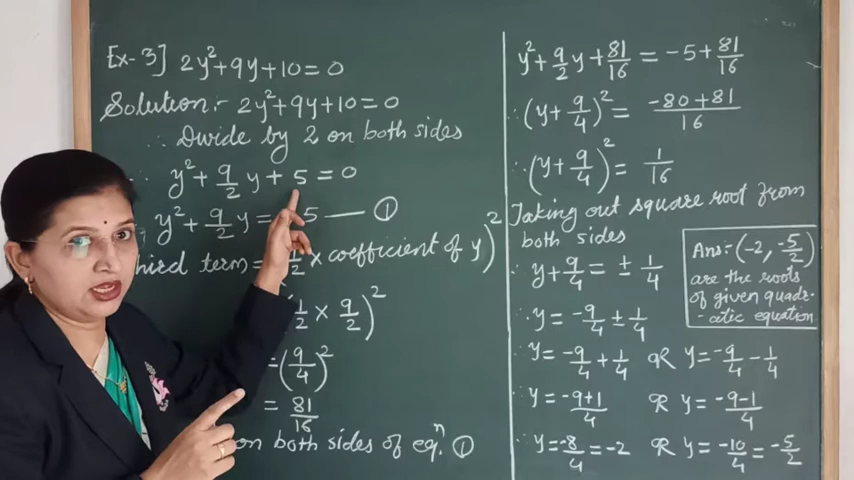 [Ex-3] 2y²+9y+10=0
Solution:- 2y²+9y+10=0
∴ Divide by 2 on both sides
y² + 9/2 y + 5 = 0
y² + 9/2 y = 5 — ①
term = 1/2 × coefficient of y)²
1/2 × 9/2)²
= (9/4)²
= 81/16
on both sides of eqⁿ. ①
y² + 9/2 y + 81/16 = -5 + 81/16
∴ (y + 9/4)² = -80+81/16
∴ (y + 9/4)² = 1/16
Taking out square root from
both sides
∴ y + 9/4 = ± 1/4
∴ y = -9/4 ± 1/4
∴ y = -9/4 + 1/4 OR y = -9/4 - 1/4
∴ y = -9+1/4 OR y = -9-1/4
∴ y = -8/4 = -2 OR y = -10/4 = -5/2
Ans:- (-2, -5/2)
are the roots
of given quadr-
-atic equation